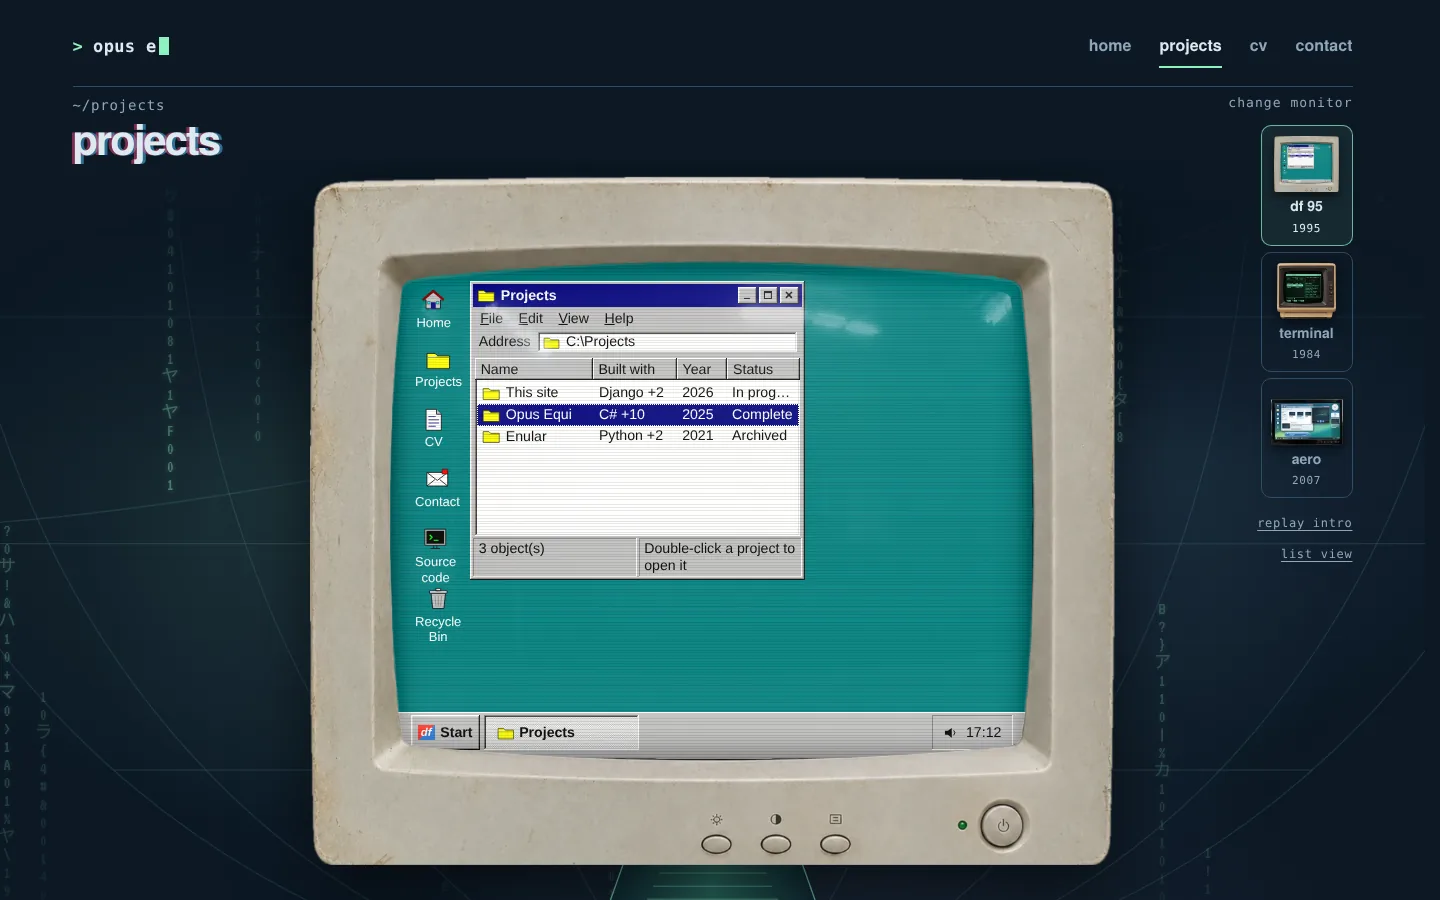 > opus e
home projects cv contact
~/projects
projects
change monitor
df 95
1995
terminal
1984
aero
2007
replay intro
list view
Home
Projects
CV
Contact
Source
code
Recycle
Bin
Projects
File Edit View Help
Address C:\Projects
Name Built with Year Status
This site Django +2 2026 In prog…
Opus Equi C# +10 2025 Complete
Enular Python +2 2021 Archived
3 object(s)
Double-click a project to
open it
df Start Projects 17:12